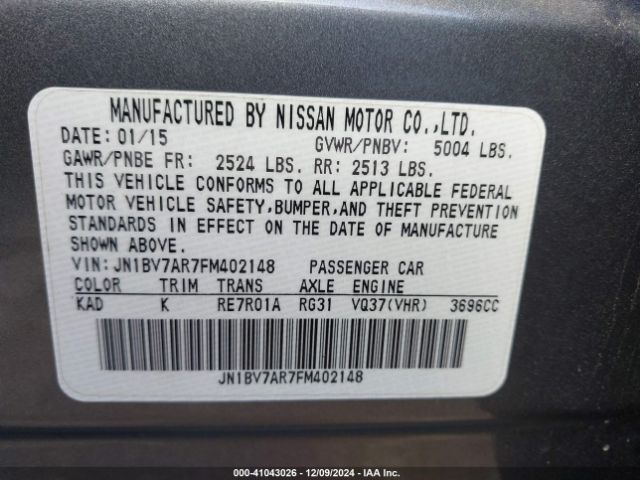 MANUFACTURED BY NISSAN MOTOR CO.,LTD.
DATE: 01/15 GVWR/PNBV: 5004 LBS.
GAWR/PNBE FR: 2524 LBS. RR: 2513 LBS.
THIS VEHICLE CONFORMS TO ALL APPLICABLE FEDERAL
MOTOR VEHICLE SAFETY,BUMPER,AND THEFT PREVENTION
STANDARDS IN EFFECT ON THE DATE OF MANUFACTURE
SHOWN ABOVE.
VIN: JN1BV7AR7FM402148 PASSENGER CAR
COLOR TRIM TRANS AXLE ENGINE
KAD K RE7R01A RG31 VQ37(VHR) 3696CC
JN1BV7AR7FM402148
000-41043026 - 12/09/2024 - IAA Inc.